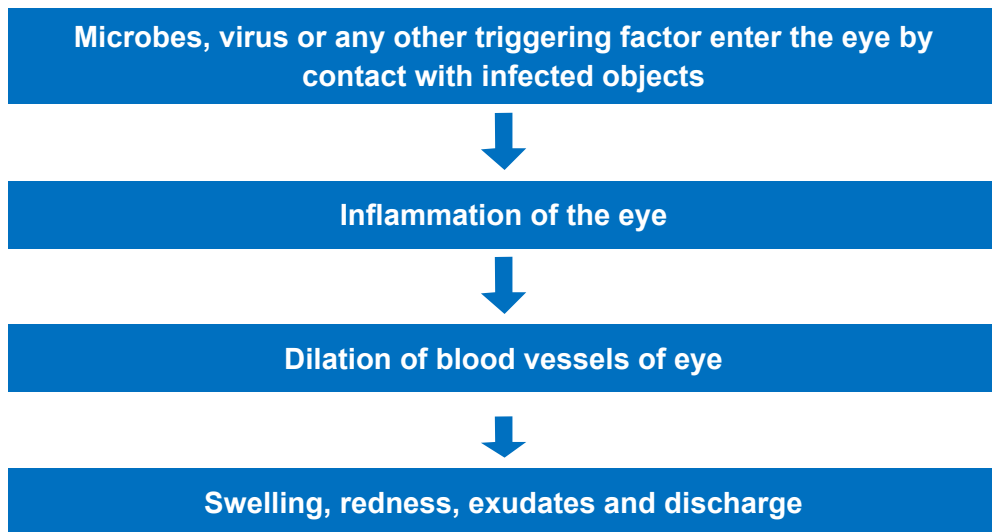 Microbes, virus or any other triggering factor enter the eye by
contact with infected objects
Inflammation of the eye
Dilation of blood vessels of eye
Swelling, redness, exudates and discharge